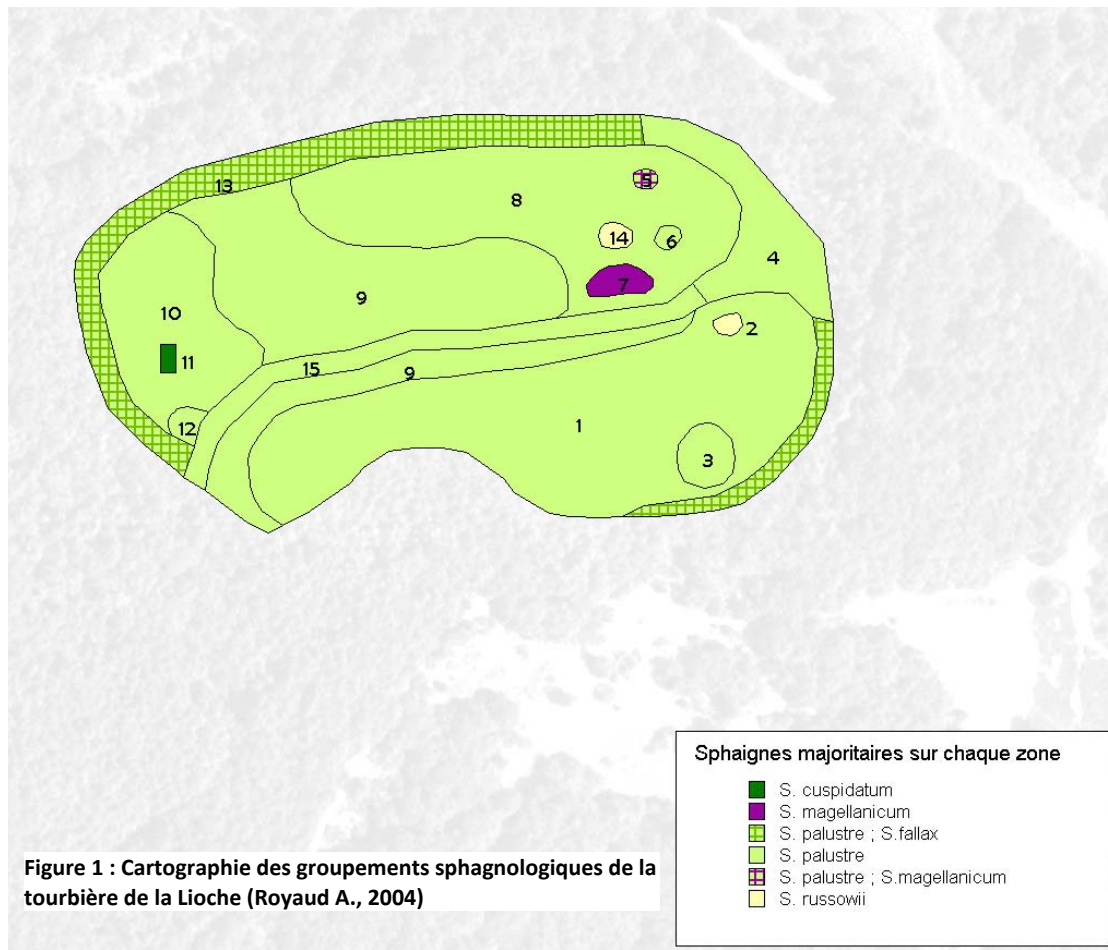 13
5
8
14
6
4
7
9
10
2
11
15
9
12
1
3
Sphaignes majoritaires sur chaque zone
S. cuspidatum
S. magellanicum
S. palustre ; S.fallax
S. palustre
S. palustre ; S.magellanicum
S. russowii
Figure 1 : Cartographie des groupements sphagnologiques de la
tourbière de la Lioche (Royaud A., 2004)